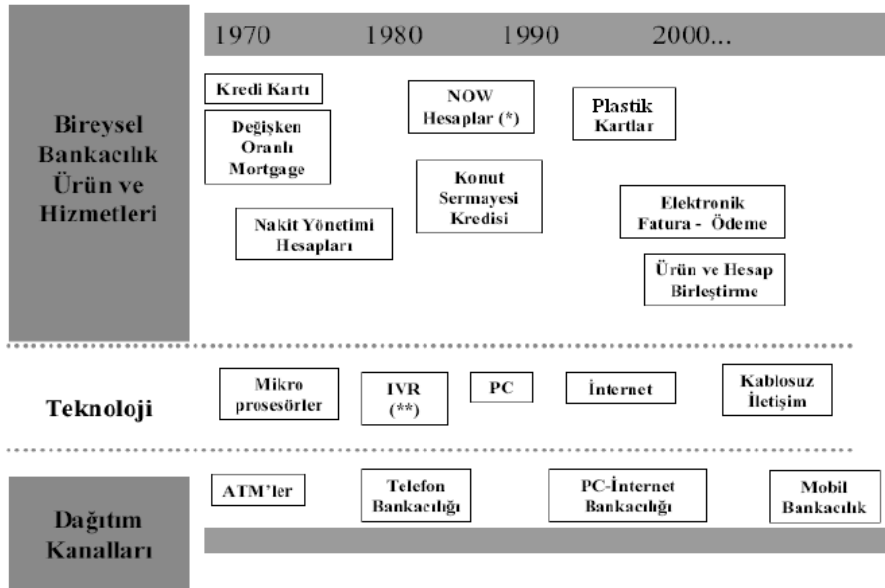 1970 1980 1990 2000...
Bireysel
Bankacılık
Ürün ve
Hizmetleri
Kredi Kartı
Değişken
Oranlı
Mortgage
Nakit Yönetimi
Hesapları
NOW
Hesaplar (*)
Konut
Sermayesi
Kredisi
Plastik
Kartlar
Elektronik
Fatura - Ödeme
Ürün ve Hesap
Birleştirme
Teknoloji
Mikro
prosesörler
IVR
(**)
PC
İnternet
Kablosuz
İletişim
Dağıtım
Kanalları
ATM'ler
Telefon
Bankacılığı
PC-İnternet
Bankacılığı
Mobil
Bankacılık